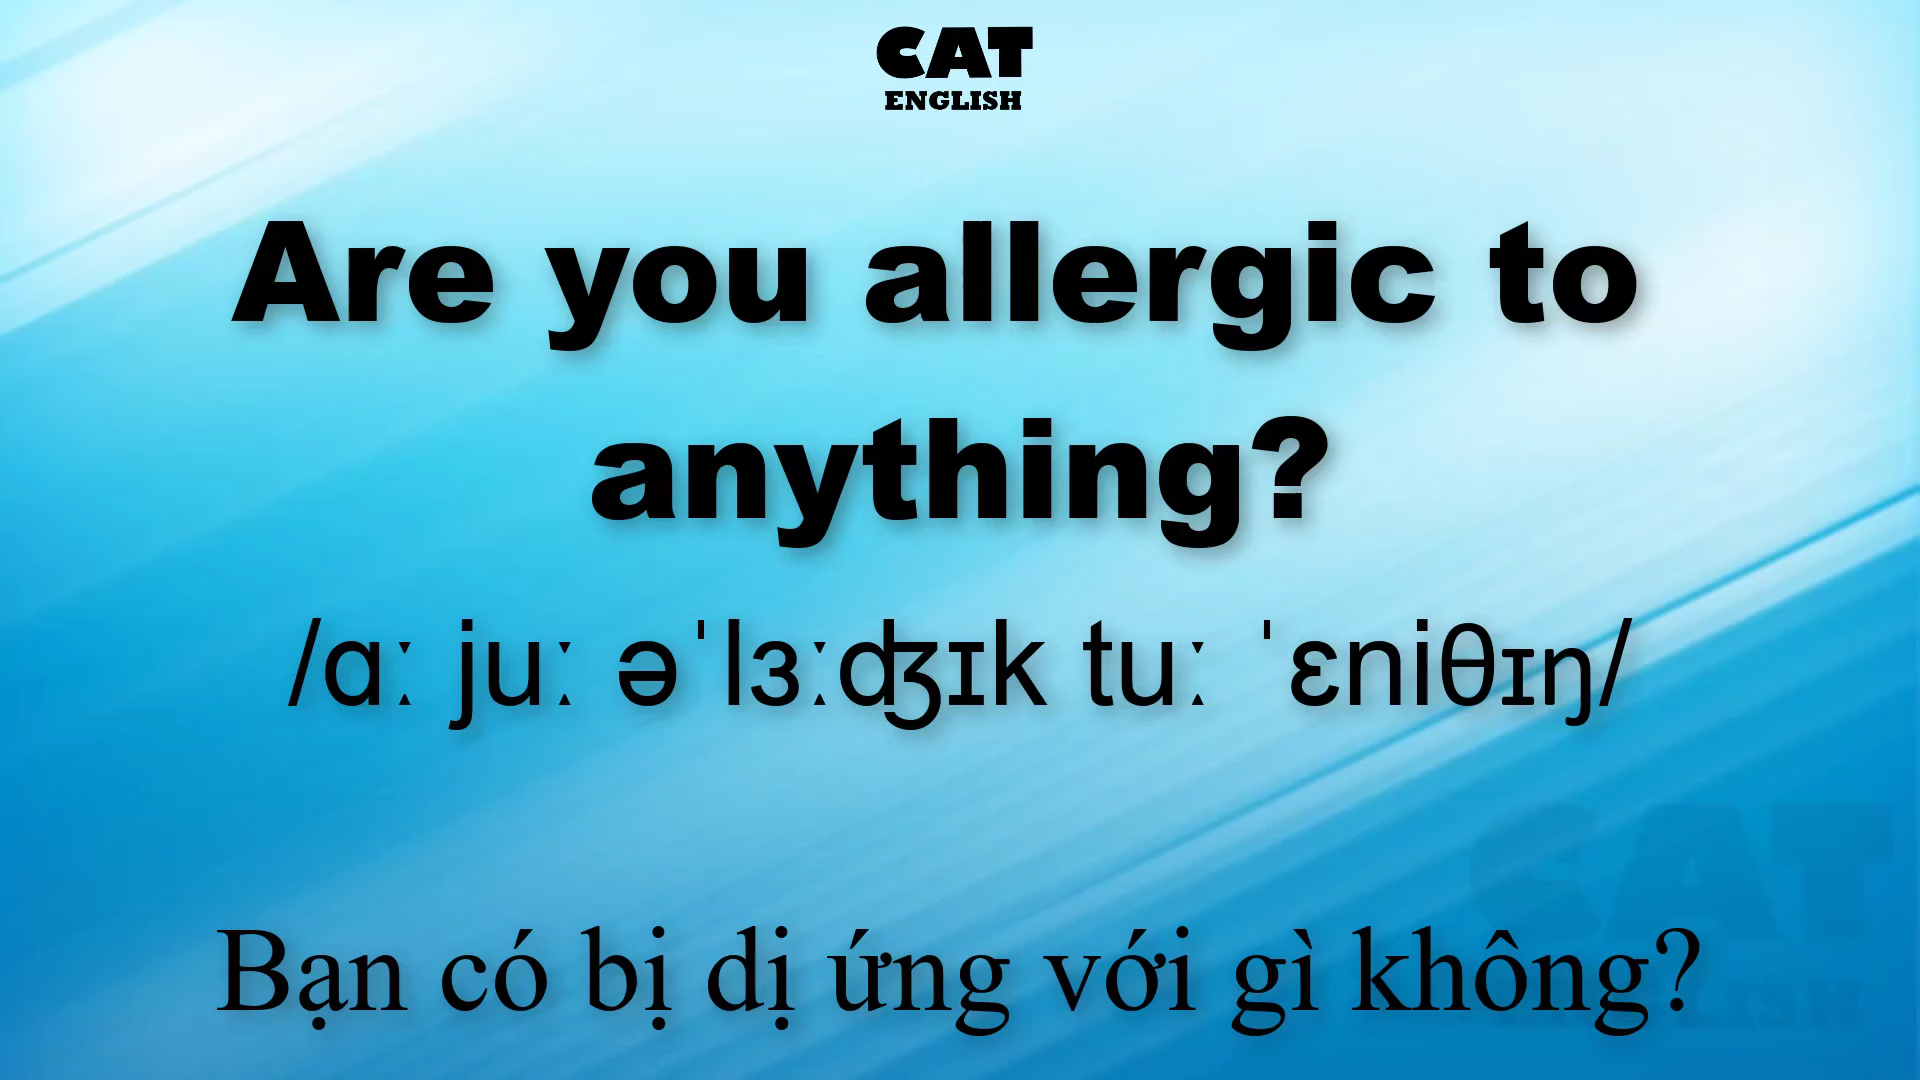 CAT
ENGLISH
Are you allergic to
anything?
/ɑː juː əˈlɜːʤɪk tuː ˈɛniθɪŋ/
CAT
Bạn có bị dị ứng với gì không?